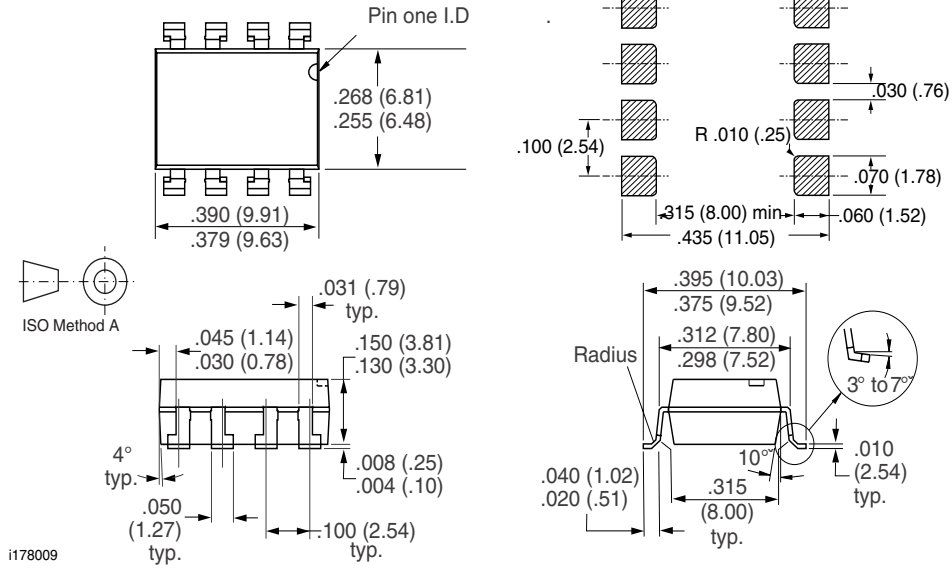 Pin one I.D
.
.268 (6.81)
.255 (6.48)
.390 (9.91)
.379 (9.63)
.030 (.76)
.100 (2.54)
R .010 (.25)
.070 (1.78)
.315 (8.00) min
.060 (1.52)
.435 (11.05)
ISO Method A
.031 (.79)
typ.
.045 (1.14)
.030 (0.78)
.150 (3.81)
.130 (3.30)
4°
typ.
.008 (.25)
.004 (.10)
.050
(1.27)
typ.
.100 (2.54)
typ.
.395 (10.03)
.375 (9.52)
.312 (7.80)
.298 (7.52)
Radius
3° to 7°
10°
.010
(2.54)
typ.
.040 (1.02)
.020 (.51)
.315
(8.00)
typ.
i178009